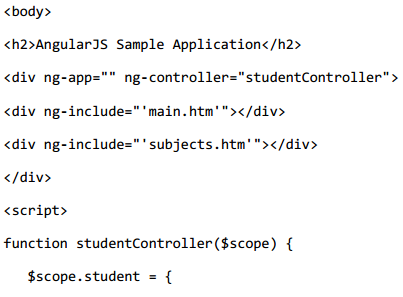 <body>
<h2>AngularJS Sample Application</h2>
<div ng-app="" ng-controller="studentController">
<div ng-include="'main.htm'"></div>
<div ng-include="'subjects.htm'"></div>
</div>
<script>
function studentController($scope) {
$scope.student = {